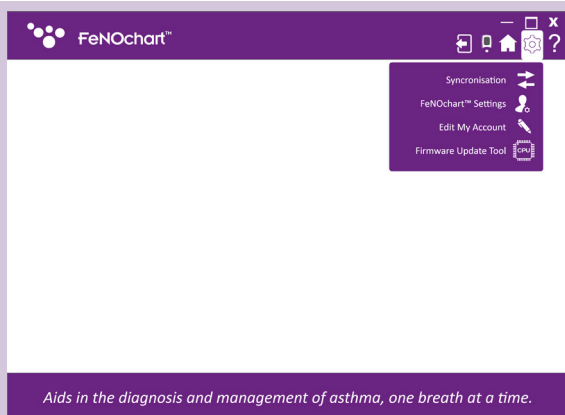 FeNOchart™
?
Syncronisation
FeNOchart™ Settings
Edit My Account
Firmware Update Tool
CPU
Aids in the diagnosis and management of asthma, one breath at a time.